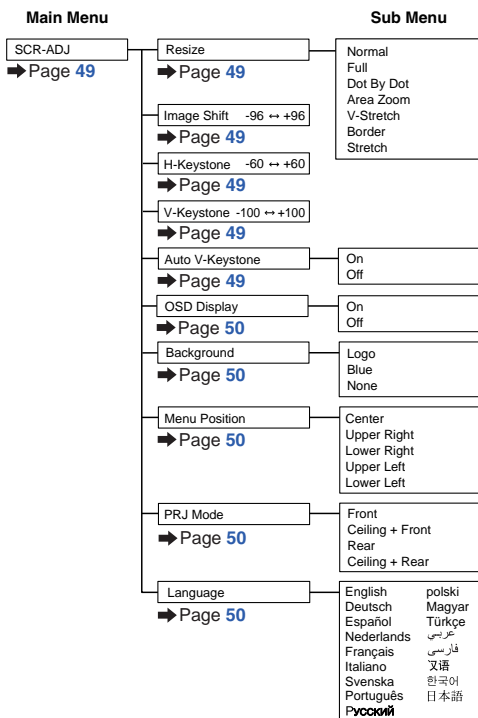 Main Menu
Sub Menu
SCR-ADJ
➡Page 49
Resize
➡Page 49
Normal
Full
Dot By Dot
Area Zoom
V-Stretch
Border
Stretch
Image Shift -96 ↔ +96
➡Page 49
H-Keystone -60 ↔ +60
➡Page 49
V-Keystone -100 ↔ +100
➡Page 49
Auto V-Keystone
➡Page 49
On
Off
OSD Display
➡Page 50
On
Off
Background
➡Page 50
Logo
Blue
None
Menu Position
➡Page 50
Center
Upper Right
Lower Right
Upper Left
Lower Left
PRJ Mode
➡Page 50
Front
Ceiling + Front
Rear
Ceiling + Rear
Language
➡Page 50
English polski
Deutsch Magyar
Español Türkçe
Nederlands عربي
Français فارسی
Italiano 汉语
Svenska 한국어
Português 日本語
Русский